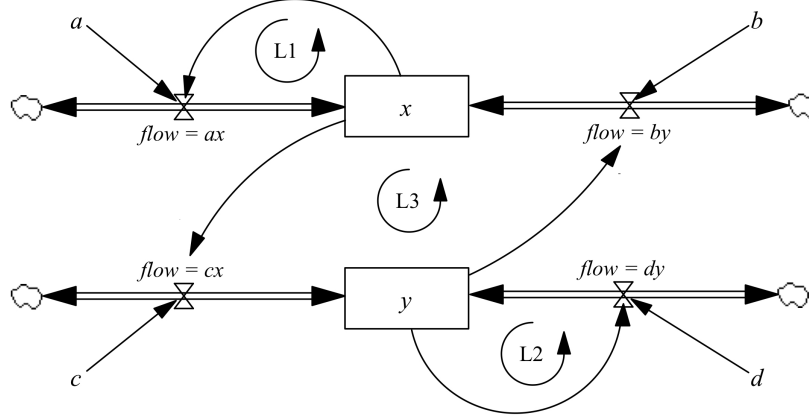 a
L1
b
x
flow = ax
flow = by
L3
flow = cx
flow = dy
y
L2
c
d